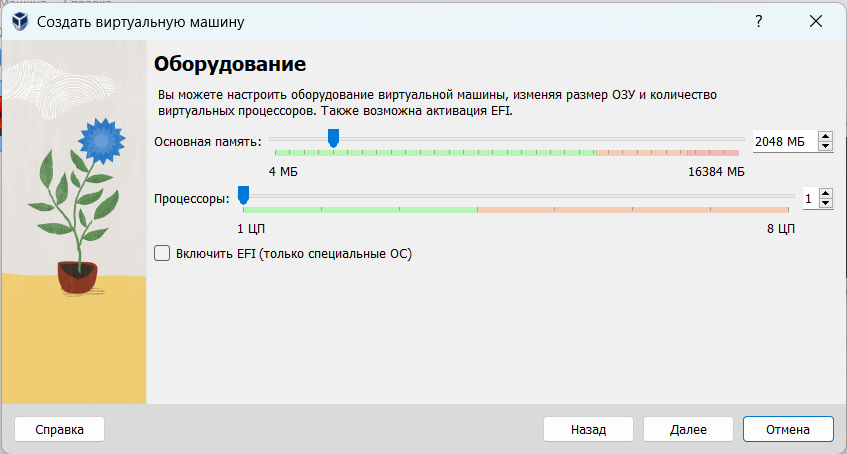 Создать виртуальную машину
?
Оборудование
Вы можете настроить оборудование виртуальной машины, изменяя размер ОЗУ и количество
виртуальных процессоров. Также возможна активация EFI.
Основная память: 2048 МБ
4 МБ 16384 МБ
Процессоры: 1
1 ЦП 8 ЦП
Включить EFI (только специальные ОС)
Справка Назад Далее Отмена